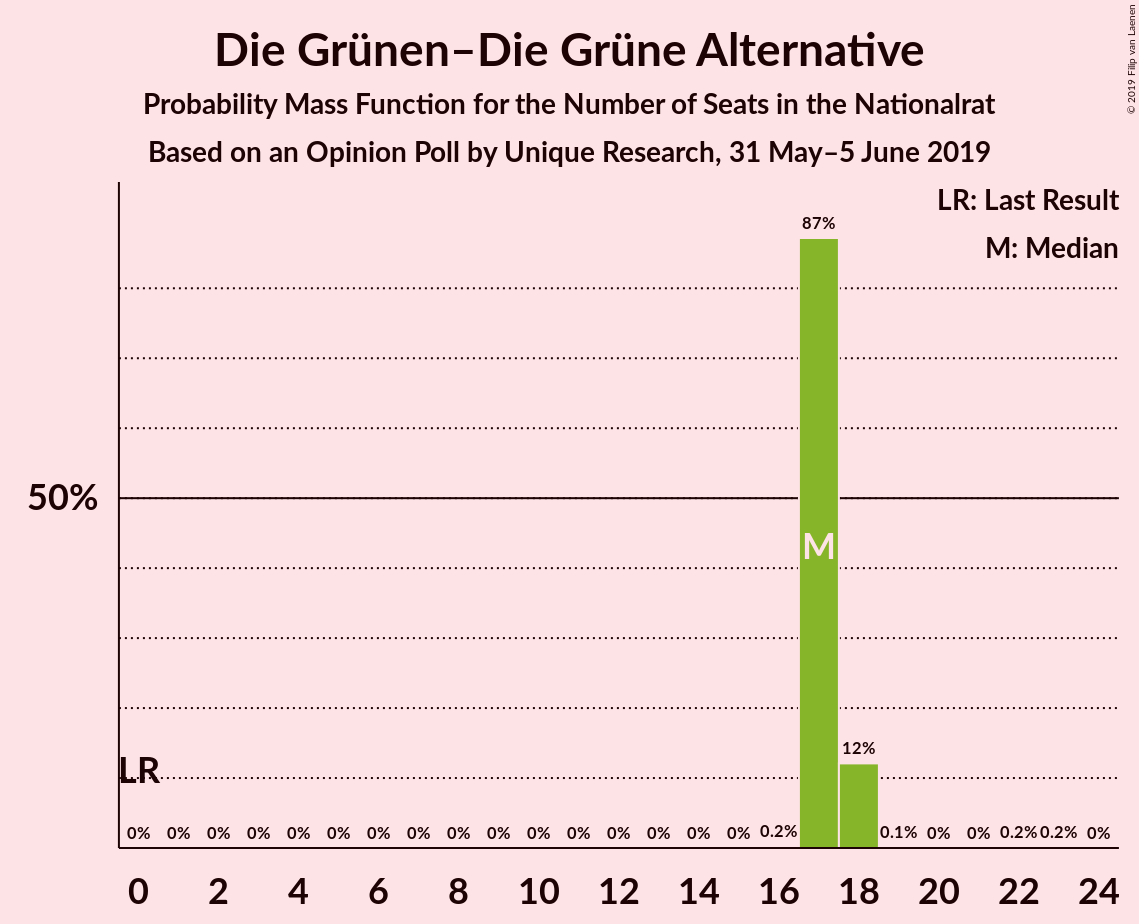 Die Grünen–Die Grüne Alternative
Probability Mass Function for the Number of Seats in the Nationalrat
Based on an Opinion Poll by Unique Research, 31 May–5 June 2019
© 2019 Filip van Laenen
LR: Last Result
M: Median
87%
50%
M
12%
LR
0% 0% 0% 0% 0% 0% 0% 0% 0% 0% 0% 0% 0% 0% 0% 0% 0.2% 0.1% 0% 0% 0.2% 0.2% 0%
0 2 4 6 8 10 12 14 16 18 20 22 24